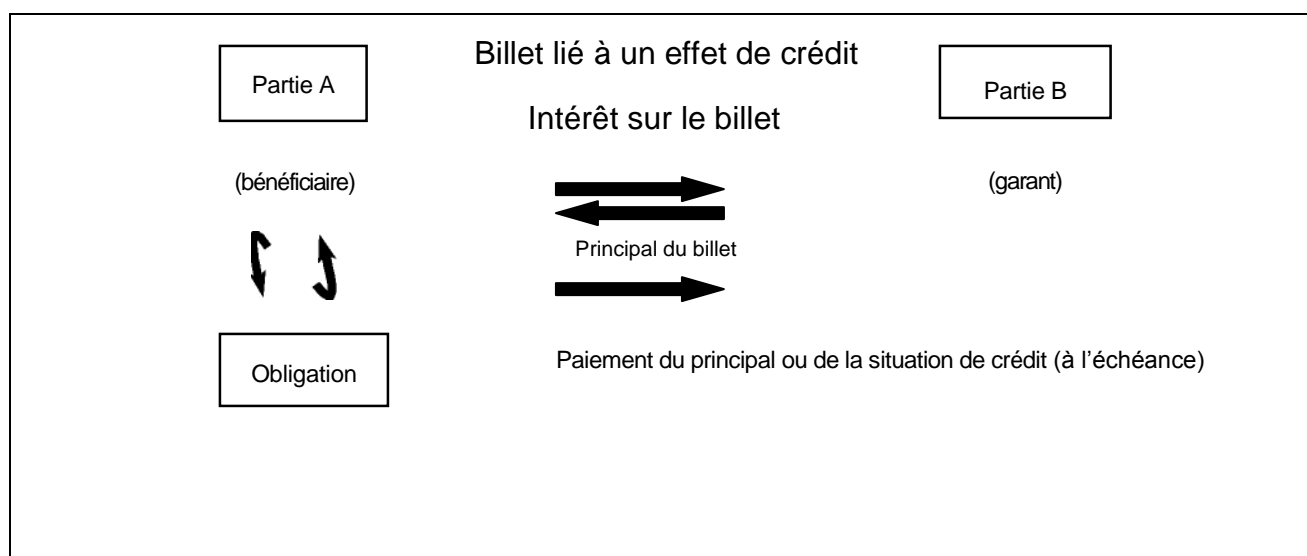 Billet lié à un effet de crédit
Partie A
Partie B
Intérêt sur le billet
(bénéficiaire)
(garant)
Principal du billet
Obligation
Paiement du principal ou de la situation de crédit (à l’échéance)